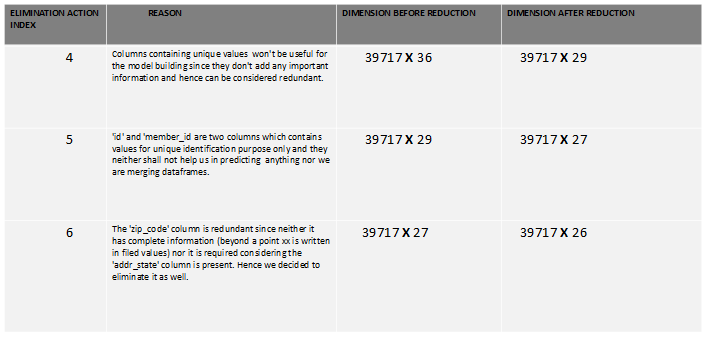 ELIMINATION ACTION INDEX
REASON
DIMENSION BEFORE REDUCTION
DIMENSION AFTER REDUCTION
4
Columns containing unique values won't be useful for
the model building since they don't add any important
information and hence can be considered redundant.
39717 X 36
39717 X 29
5
'id' and 'member_id are two columns which contains
values for unique identification purpose only and they
neither shall not help us in predicting anything nor we
are merging dataframes.
39717 X 29
39717 X 27
6
The 'zip_code' column is redundant since neither it
has complete information (beyond a point xx is written
in filed values) nor it is required considering the
'addr_state' column is present. Hence we decided to
eliminate it as well.
39717 X 27
39717 X 26